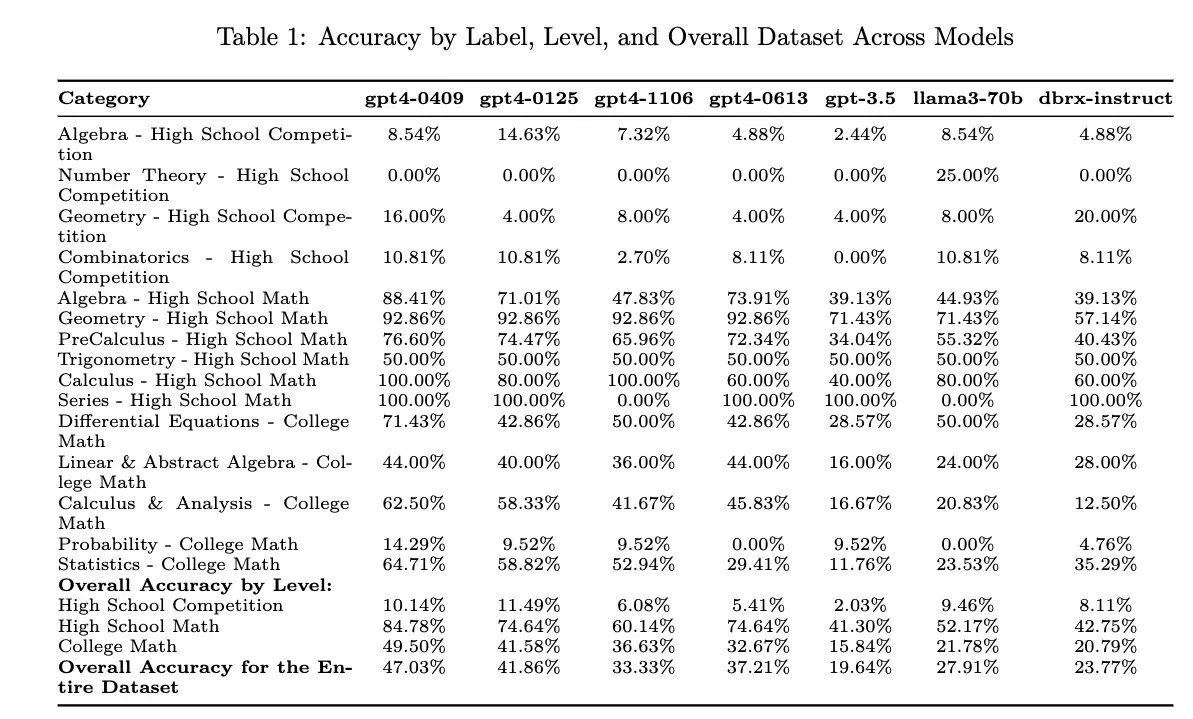 Table 1: Accuracy by Label, Level, and Overall Dataset Across Models
Category gpt4-0409 gpt4-0125 gpt4-1106 gpt4-0613 gpt-3.5 llama3-70b dbrx-instruct
Algebra - High School Competi- 8.54% 14.63% 7.32% 4.88% 2.44% 8.54% 4.88%
tion
Number Theory - High School 0.00% 0.00% 0.00% 0.00% 0.00% 25.00% 0.00%
Competition
Geometry - High School Compe- 16.00% 4.00% 8.00% 4.00% 4.00% 8.00% 20.00%
tition
Combinatorics - High School 10.81% 10.81% 2.70% 8.11% 0.00% 10.81% 8.11%
Competition
Algebra - High School Math 88.41% 71.01% 47.83% 73.91% 39.13% 44.93% 39.13%
Geometry - High School Math 92.86% 92.86% 92.86% 92.86% 71.43% 71.43% 57.14%
PreCalculus - High School Math 76.60% 74.47% 65.96% 72.34% 34.04% 55.32% 40.43%
Trigonometry - High School Math 50.00% 50.00% 50.00% 50.00% 50.00% 50.00% 50.00%
Calculus - High School Math 100.00% 80.00% 100.00% 60.00% 40.00% 80.00% 60.00%
Series - High School Math 100.00% 100.00% 0.00% 100.00% 100.00% 0.00% 100.00%
Differential Equations - College 71.43% 42.86% 50.00% 42.86% 28.57% 50.00% 28.57%
Math
Linear & Abstract Algebra - Col- 44.00% 40.00% 36.00% 44.00% 16.00% 24.00% 28.00%
lege Math
Calculus & Analysis - College 62.50% 58.33% 41.67% 45.83% 16.67% 20.83% 12.50%
Math
Probability - College Math 14.29% 9.52% 9.52% 0.00% 9.52% 0.00% 4.76%
Statistics - College Math 64.71% 58.82% 52.94% 29.41% 11.76% 23.53% 35.29%
Overall Accuracy by Level:
High School Competition 10.14% 11.49% 6.08% 5.41% 2.03% 9.46% 8.11%
High School Math 84.78% 74.64% 60.14% 74.64% 41.30% 52.17% 42.75%
College Math 49.50% 41.58% 36.63% 32.67% 15.84% 21.78% 20.79%
Overall Accuracy for the En- 47.03% 41.86% 33.33% 37.21% 19.64% 27.91% 23.77%
tire Dataset